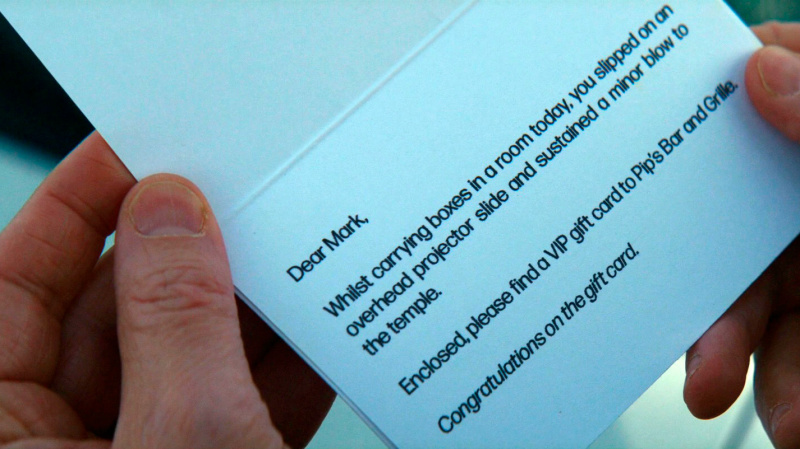 Dear Mark,
Whilst carrying boxes in a room today, you slipped on an
overhead projector slide and sustained a minor blow to
the temple.
Enclosed, please find a VIP gift card to Pip's Bar and Grille.
Congratulations on the gift card.